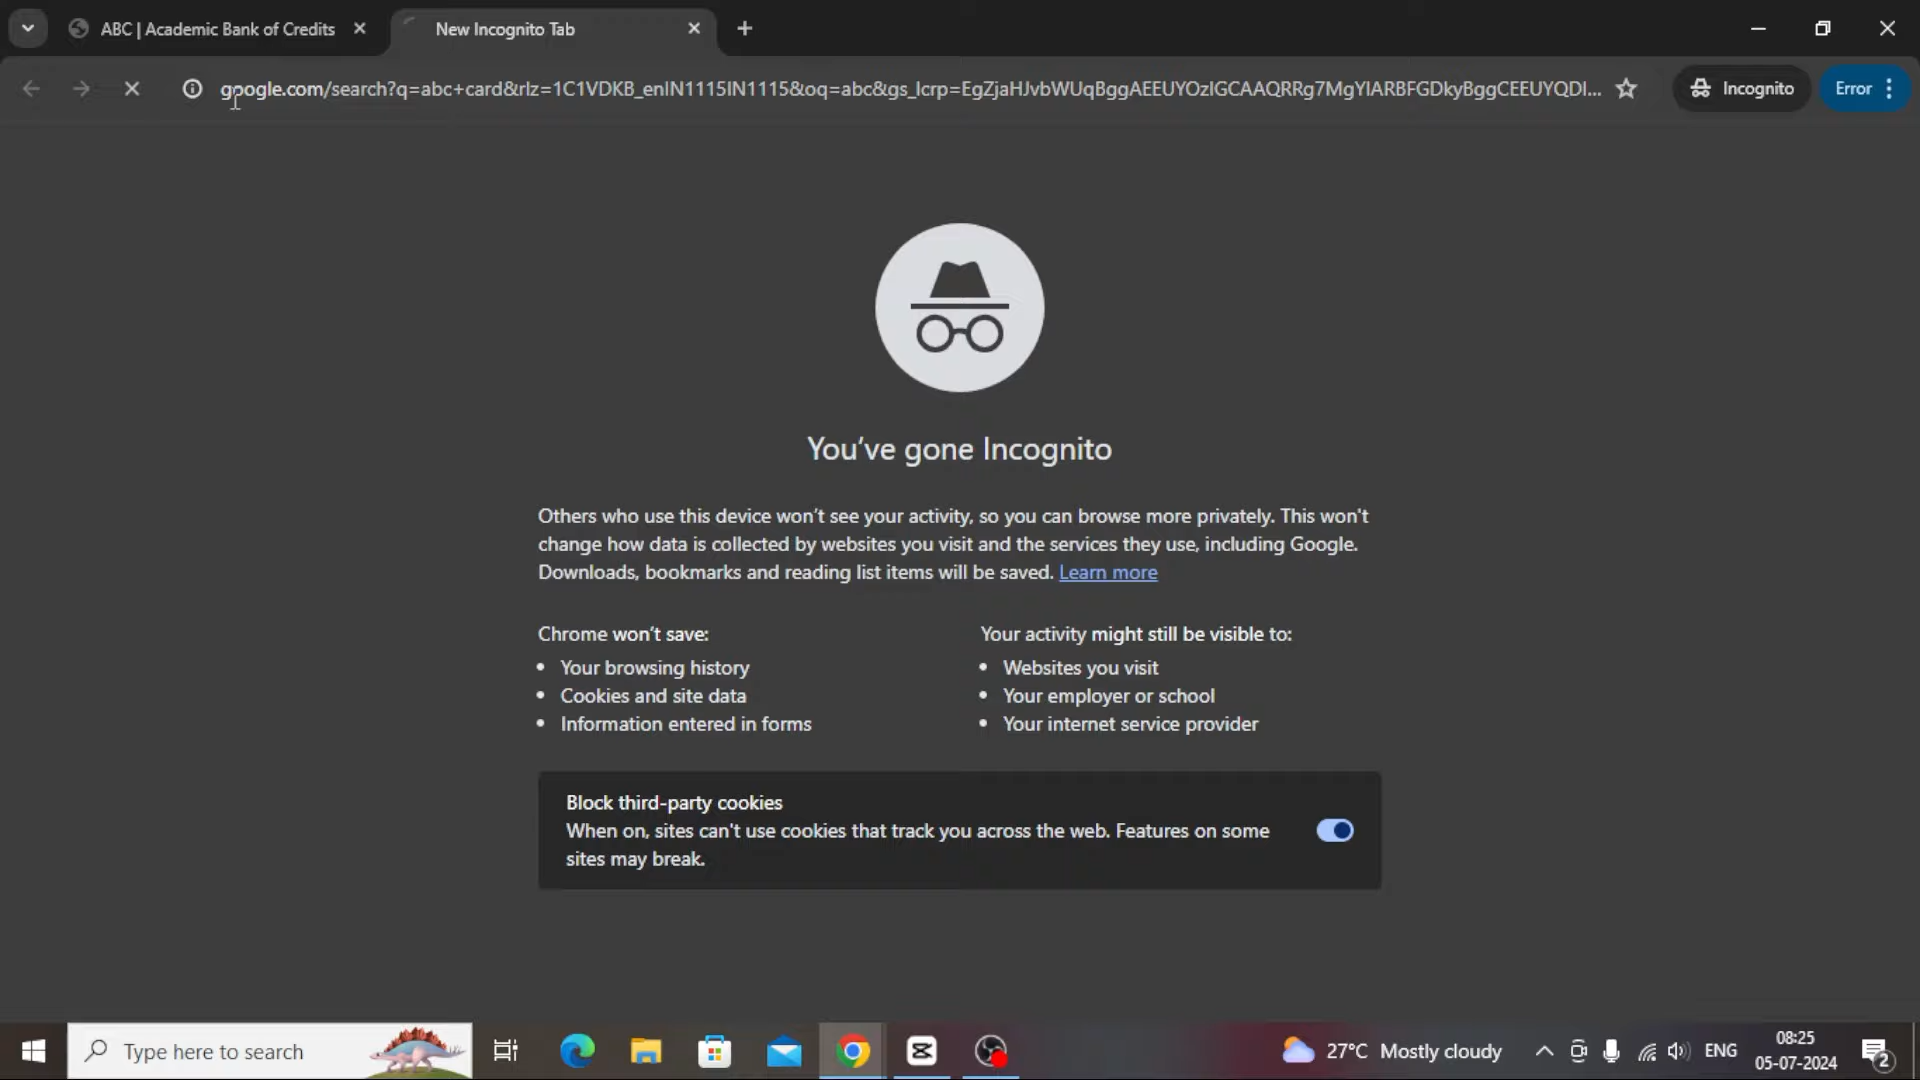 ABC | Academic Bank of Credits
New Incognito Tab
google.com/search?q=abc+card&rlz=1C1VDKB_enIN1115IN1115&oq=abc&gs_lcrp=EgZjaHJvbWUqBggAEEUYOzIGCAAQRRg7MgYIARBFGDkyBggCEEUYQDI...
Incognito
Error
You've gone Incognito
Others who use this device won't see your activity, so you can browse more privately. This won't
change how data is collected by websites you visit and the services they use, including Google.
Downloads, bookmarks and reading list items will be saved. Learn more
Chrome won't save:
Your browsing history
Cookies and site data
Information entered in forms
Your activity might still be visible to:
Websites you visit
Your employer or school
Your internet service provider
Block third-party cookies
When on, sites can't use cookies that track you across the web. Features on some
sites may break.
Type here to search
27°C Mostly cloudy
ENG
08:25
05-07-2024
2